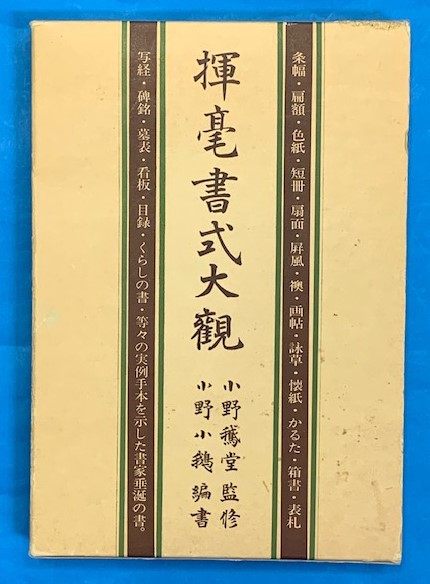 条幅・扁額・色紙・短冊・扇面・屛風・襖・画帖・詠草・懐紙・かるた・箱書・表札
揮毫書式大觀
小野鵞堂監修
小野小鵝編書
写経・碑銘・墓表・看板・目録・くらしの書・等々の実例手本を示した書家垂涎の書。